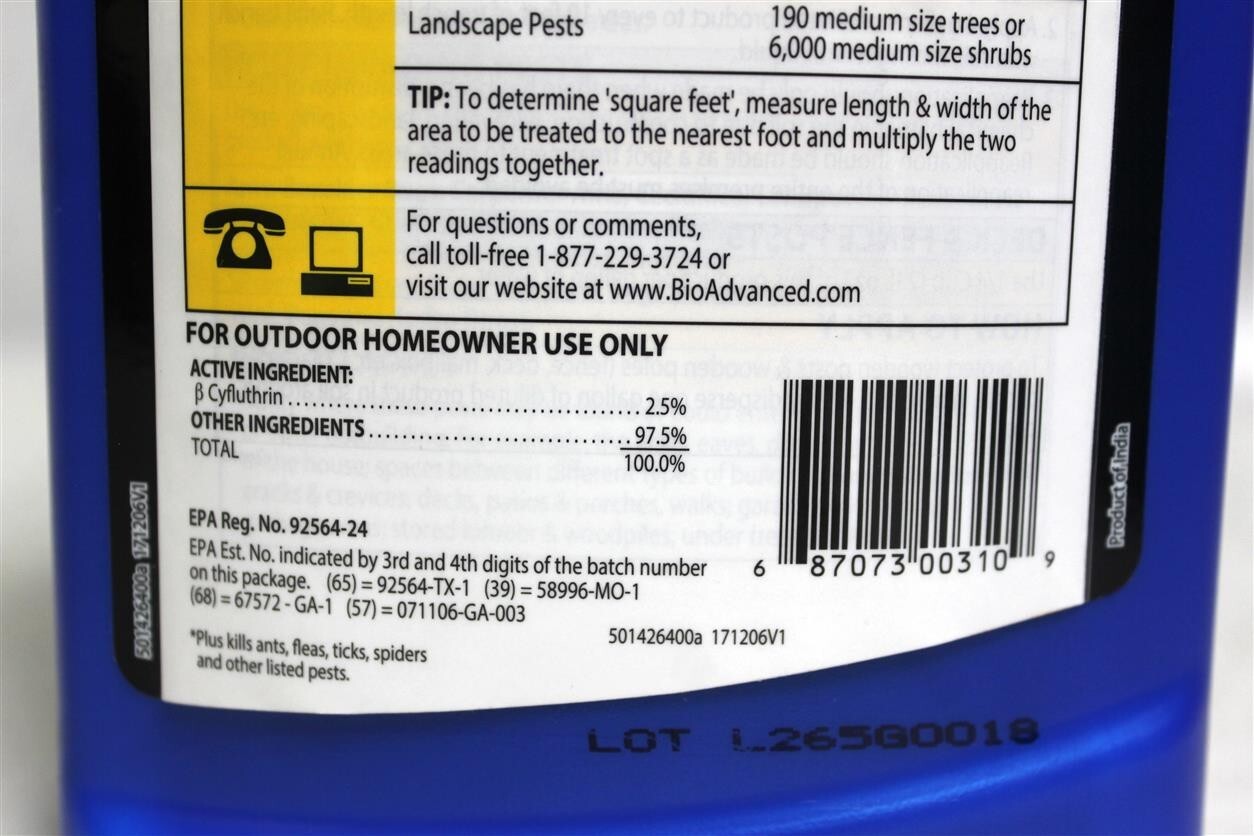 Landscape Pests
190 medium size trees or
6,000 medium size shrubs
TIP: To determine 'square feet', measure length & width of the
area to be treated to the nearest foot and multiply the two
readings together.
For questions or comments,
call toll-free 1-877-229-3724 or
visit our website at www.BioAdvanced.com
FOR OUTDOOR HOMEOWNER USE ONLY
ACTIVE INGREDIENT:
β Cyfluthrin ........................................................ 2.5%
OTHER INGREDIENTS ........................................ 97.5%
TOTAL 100.0%
EPA Reg. No. 92564-24
EPA Est. No. indicated by 3rd and 4th digits of the batch number
on this package. (65) = 92564-TX-1 (39) = 58996-MO-1
(68) = 67572 - GA-1 (57) = 071106-GA-003
*Plus kills ants, fleas, ticks, spiders
and other listed pests.
6 87073 00310 9
501426400a 171206V1
501426400a 171206V1
Product of India
LOT L265G0018